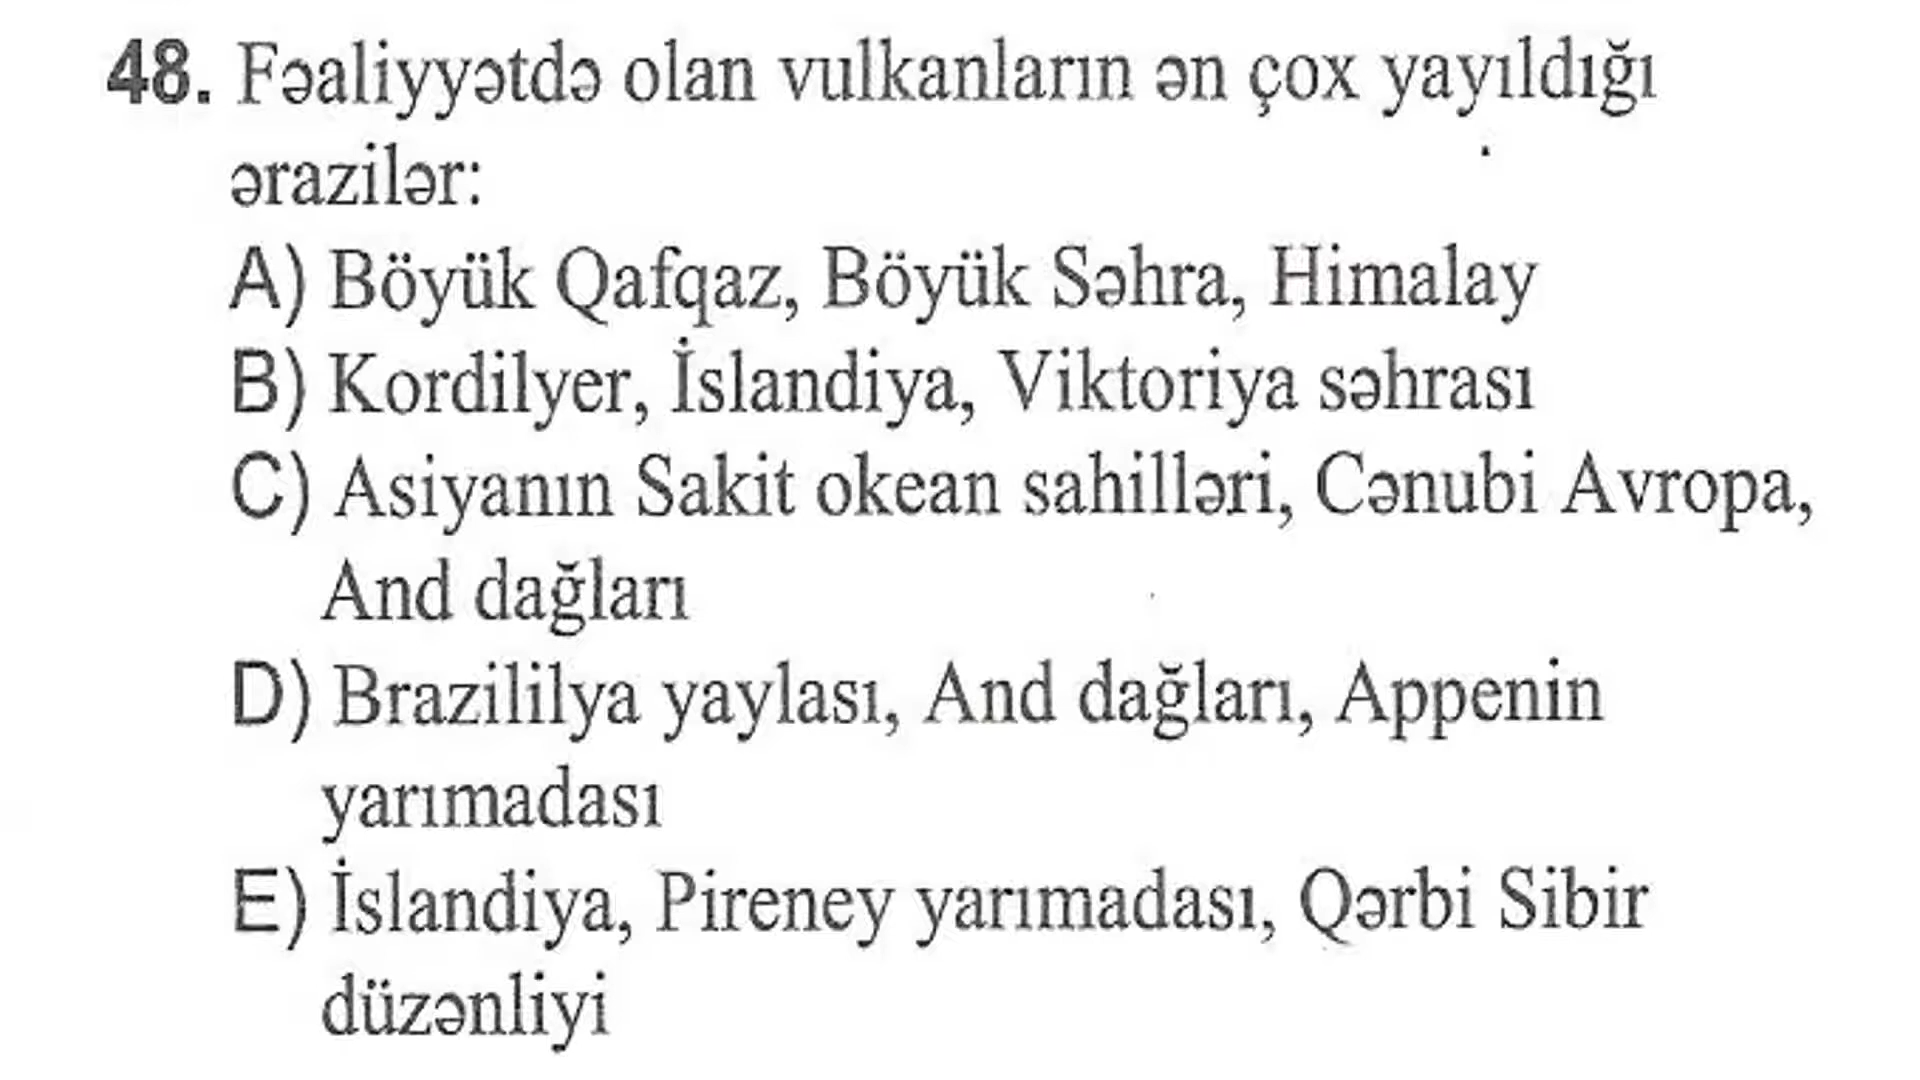 48. Fəaliyyətdə olan vulkanların ən çox yayıldığı
ərazilər:
A) Böyük Qafqaz, Böyük Səhra, Himalay
B) Kordilyer, İslandiya, Viktoriya səhrası
C) Asiyanın Sakit okean sahilləri, Cənubi Avropa,
And dağları
D) Brazililya yaylası, And dağları, Appenin
yarımadası
E) İslandiya, Pireney yarımadası, Qərbi Sibir
düzənliyi